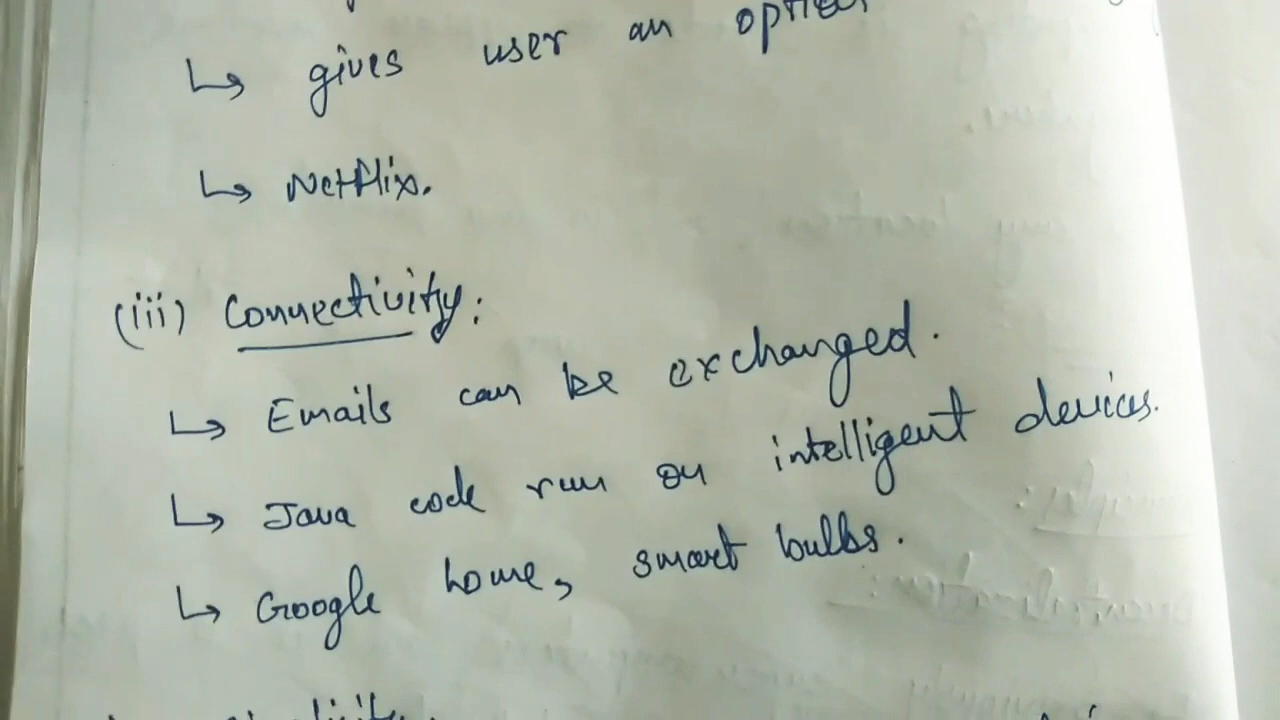 ↳ gives user an option
↳ Netflix.
(iii) Connectivity:
↳ Emails can be exchanged.
↳ Java code run on intelligent devices.
↳ Google home, smart bulbs.